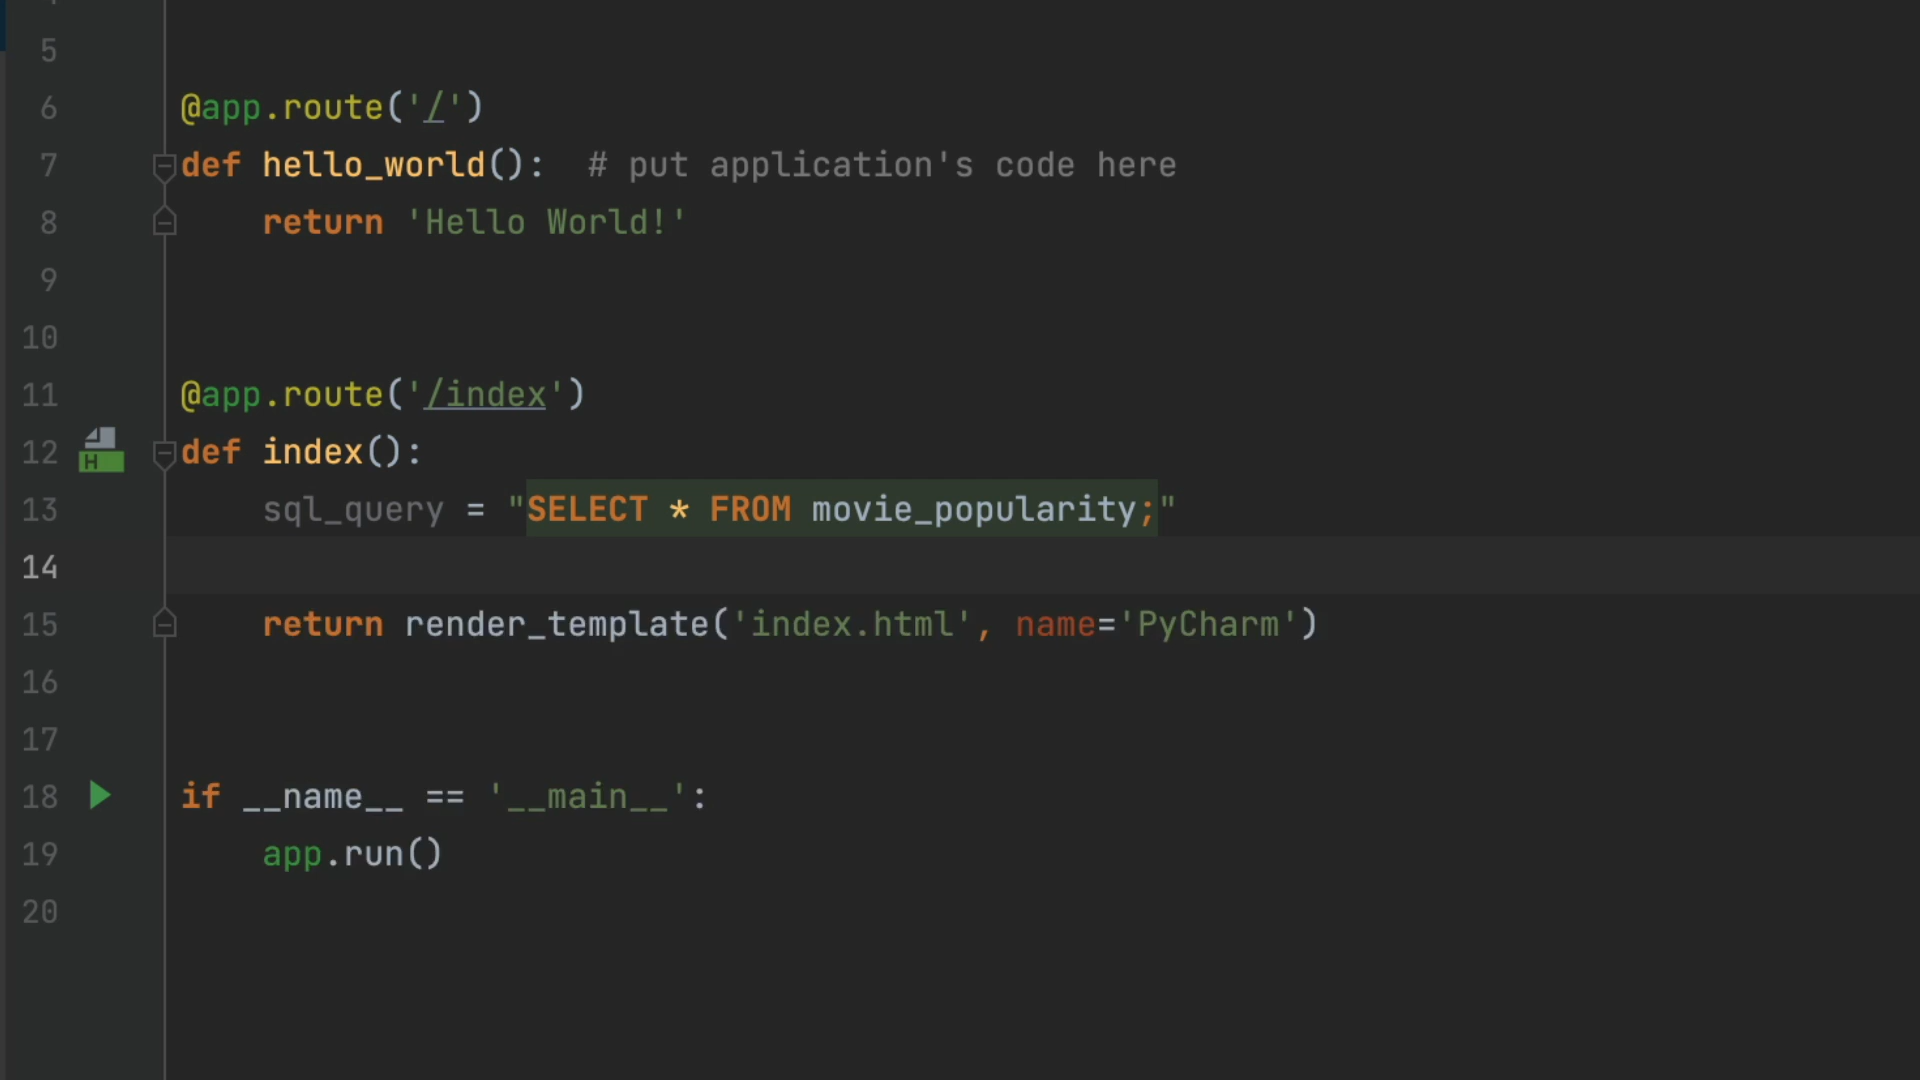 5
6 @app.route('/')
7 def hello_world():  # put application's code here
8     return 'Hello World!'
9
10
11 @app.route('/index')
12 H def index():
13     sql_query = "SELECT * FROM movie_popularity;"
14
15     return render_template('index.html', name='PyCharm')
16
17
18 if __name__ == '__main__':
19     app.run()
20